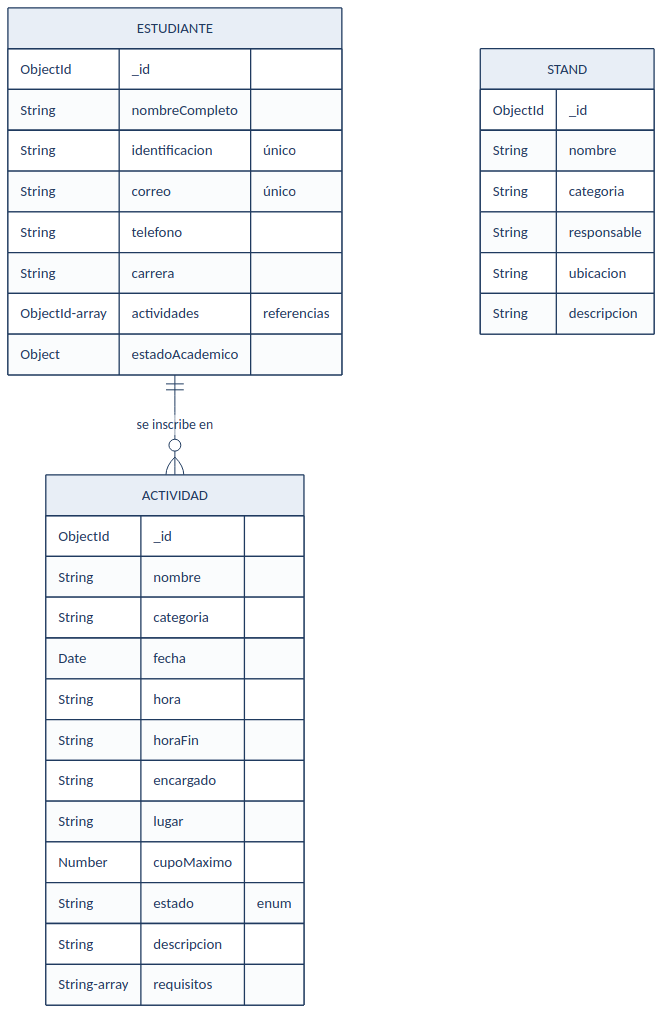 ESTUDIANTE
ObjectId _id
String nombreCompleto
String identificacion único
String correo único
String telefono
String carrera
ObjectId-array actividades referencias
Object estadoAcademico
STAND
ObjectId _id
String nombre
String categoria
String responsable
String ubicacion
String descripcion
se inscribe en
ACTIVIDAD
ObjectId _id
String nombre
String categoria
Date fecha
String hora
String horaFin
String encargado
String lugar
Number cupoMaximo
String estado enum
String descripcion
String-array requisitos